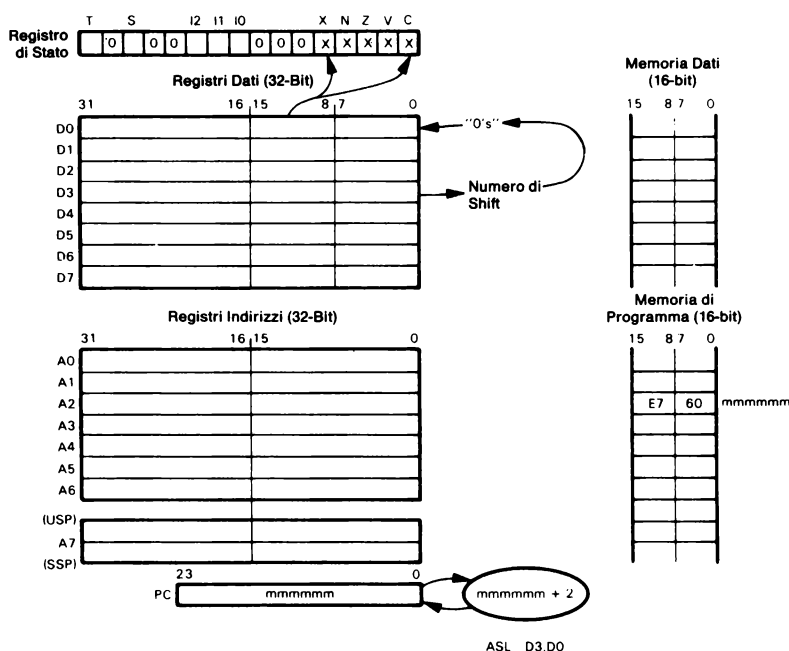 T S I2 I1 I0 X N Z V C
Registro
di Stato
0 0 0 0 0 0 X X X X X
Registri Dati (32-Bit)
31 16 15 8 7 0
D0
D1
D2
D3
D4
D5
D6
D7
"0's"
Numero di
Shift
Memoria Dati
(16-bit)
15 8 7 0
Registri Indirizzi (32-Bit)
31 16 15 0
A0
A1
A2
A3
A4
A5
A6
(USP)
A7
(SSP)
Memoria di
Programma (16-bit)
15 8 7 0
E7 60 mmmmmm
23 0
PC mmmmmmm
mmmmmmm + 2
ASL D3,D0